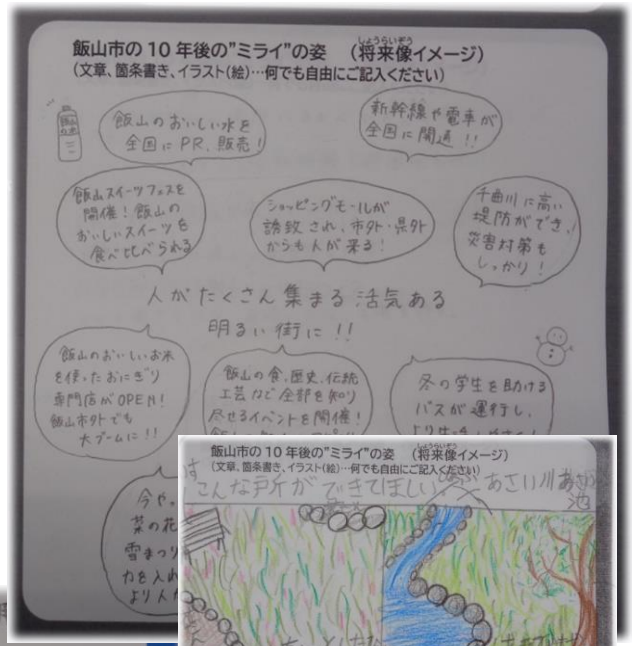 飯山市の10年後の”ミライ”の姿　（将来像イメージ）
しょうらいぞう
（文章、箇条書き、イラスト(絵)…何でも自由にご記入ください）
飯山のおいしい水を
全国にPR、販売！
新幹線や電車が
全国に開通！！
飯山スイーツフェスを
開催！飯山の
おいしいスイーツを
食べ比べられる
ショッピングモールが
誘致され、市外・県外
からも人が来る！
千曲川に高い
堤防ができ、
災害対策も
しっかり！
人がたくさん集まる活気ある
明るい街に！！
飯山のおいしいお米
を使ったおにぎり
専門店がOPEN！
飯山市外でも
大ブームに！！
飯山の食、歴史、伝統
工芸など全部を知り
尽せるイベントを開催！
冬の学生を助ける
バスが運行し、
今や
菜の花
雪まつり
力を入れ
より人
飯山市の10年後の”ミライ”の姿　（将来像イメージ）
しょうらいぞう
（文章、箇条書き、イラスト(絵)…何でも自由にご記入ください）
こんな所ができてほしい
あさい川
池